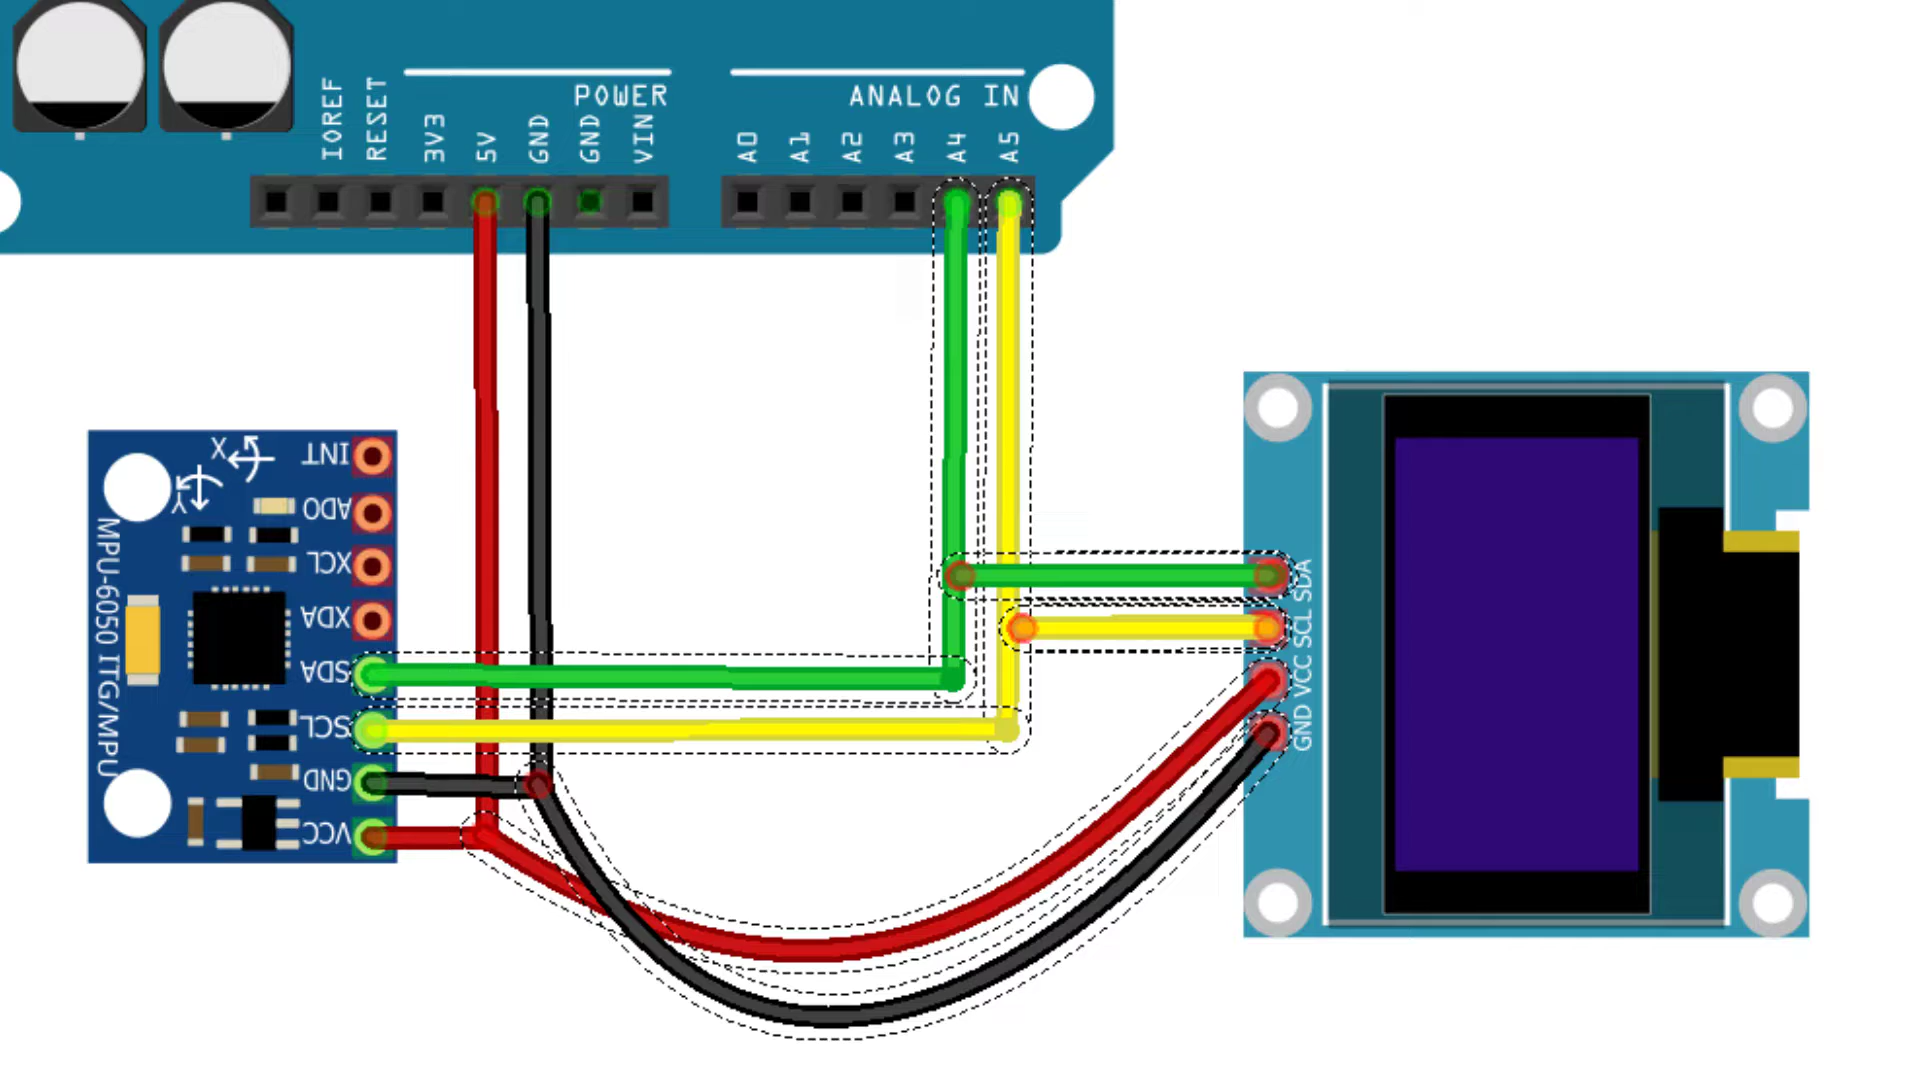 IOREF
RESET
3V3
5V
GND
GND
VIN
POWER
A0
A1
A2
A3
A4
A5
ANALOG IN
X
Y
MPU-6050 ITG/MPU
INT
AD0
XCL
XDA
SDA
SCL
GND
VCC
GND VCC SCL SDA